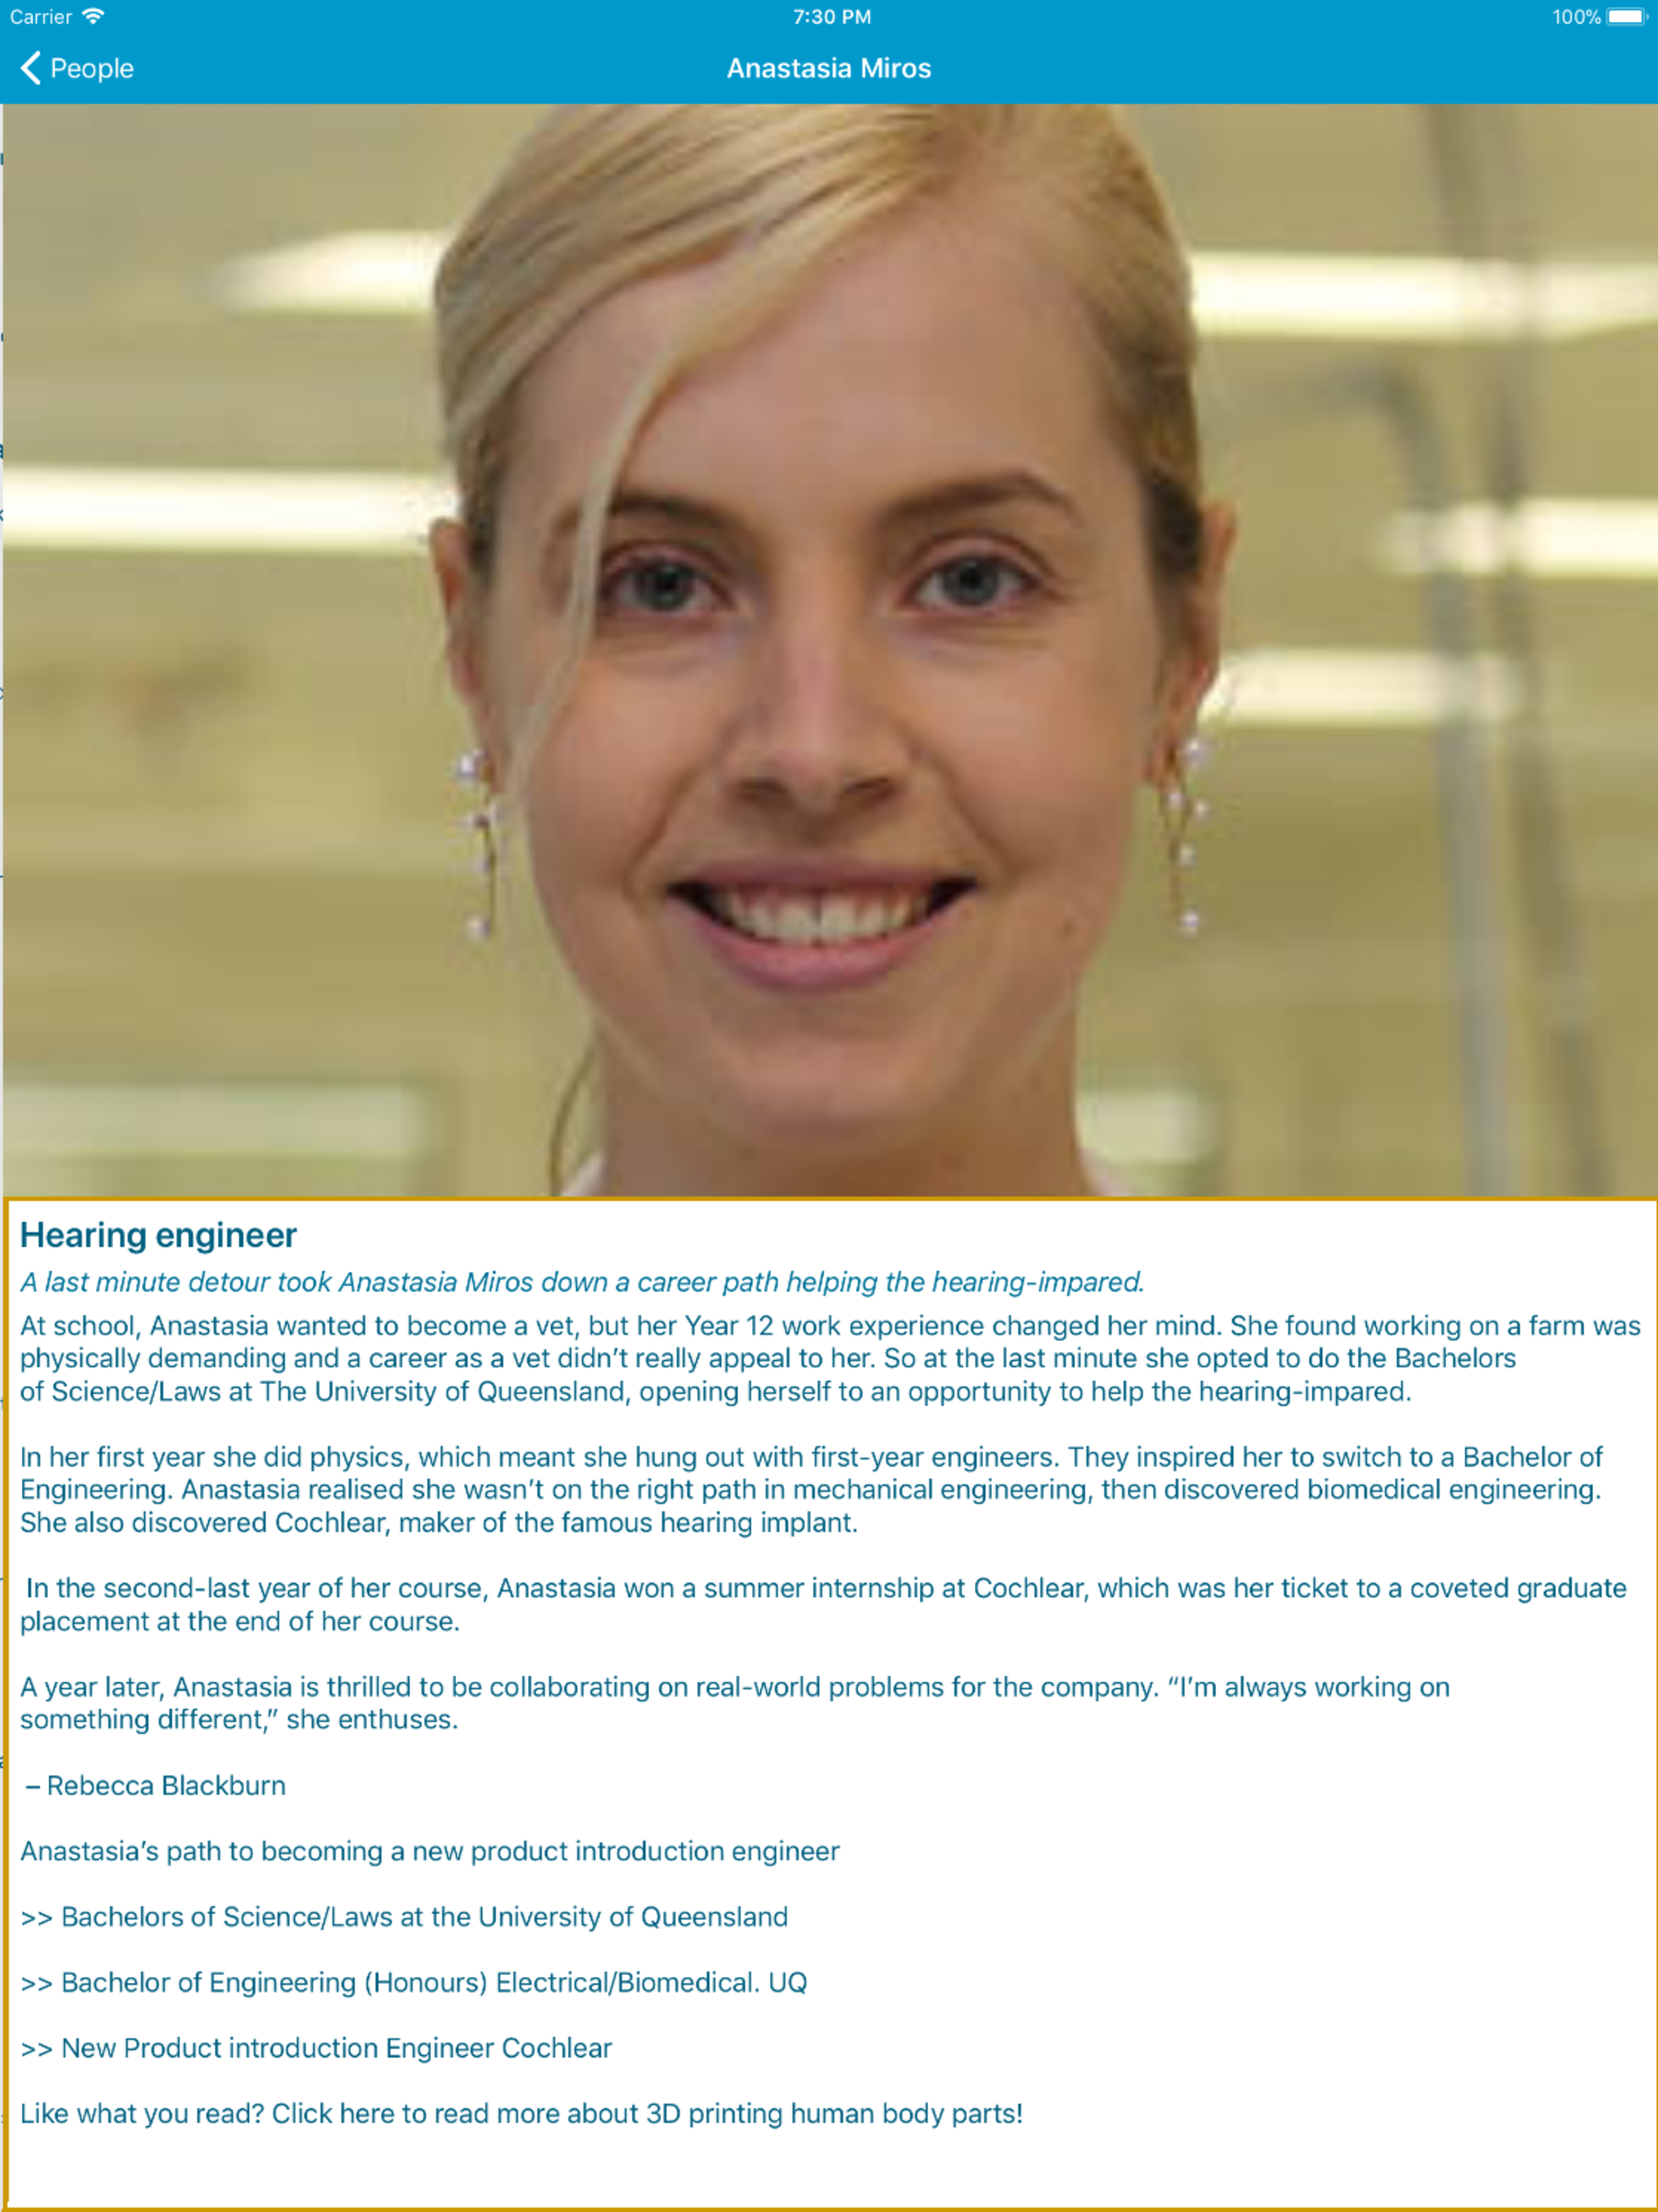 Carrier 7:30 PM 100%
People Anastasia Miros
Hearing engineer
A last minute detour took Anastasia Miros down a career path helping the hearing-impared.
At school, Anastasia wanted to become a vet, but her Year 12 work experience changed her mind. She found working on a farm was
physically demanding and a career as a vet didn’t really appeal to her. So at the last minute she opted to do the Bachelors
of Science/Laws at The University of Queensland, opening herself to an opportunity to help the hearing-impared.
In her first year she did physics, which meant she hung out with first-year engineers. They inspired her to switch to a Bachelor of
Engineering. Anastasia realised she wasn’t on the right path in mechanical engineering, then discovered biomedical engineering.
She also discovered Cochlear, maker of the famous hearing implant.
In the second-last year of her course, Anastasia won a summer internship at Cochlear, which was her ticket to a coveted graduate
placement at the end of her course.
A year later, Anastasia is thrilled to be collaborating on real-world problems for the company. “I’m always working on
something different,” she enthuses.
– Rebecca Blackburn
Anastasia’s path to becoming a new product introduction engineer
>> Bachelors of Science/Laws at the University of Queensland
>> Bachelor of Engineering (Honours) Electrical/Biomedical. UQ
>> New Product introduction Engineer Cochlear
Like what you read? Click here to read more about 3D printing human body parts!